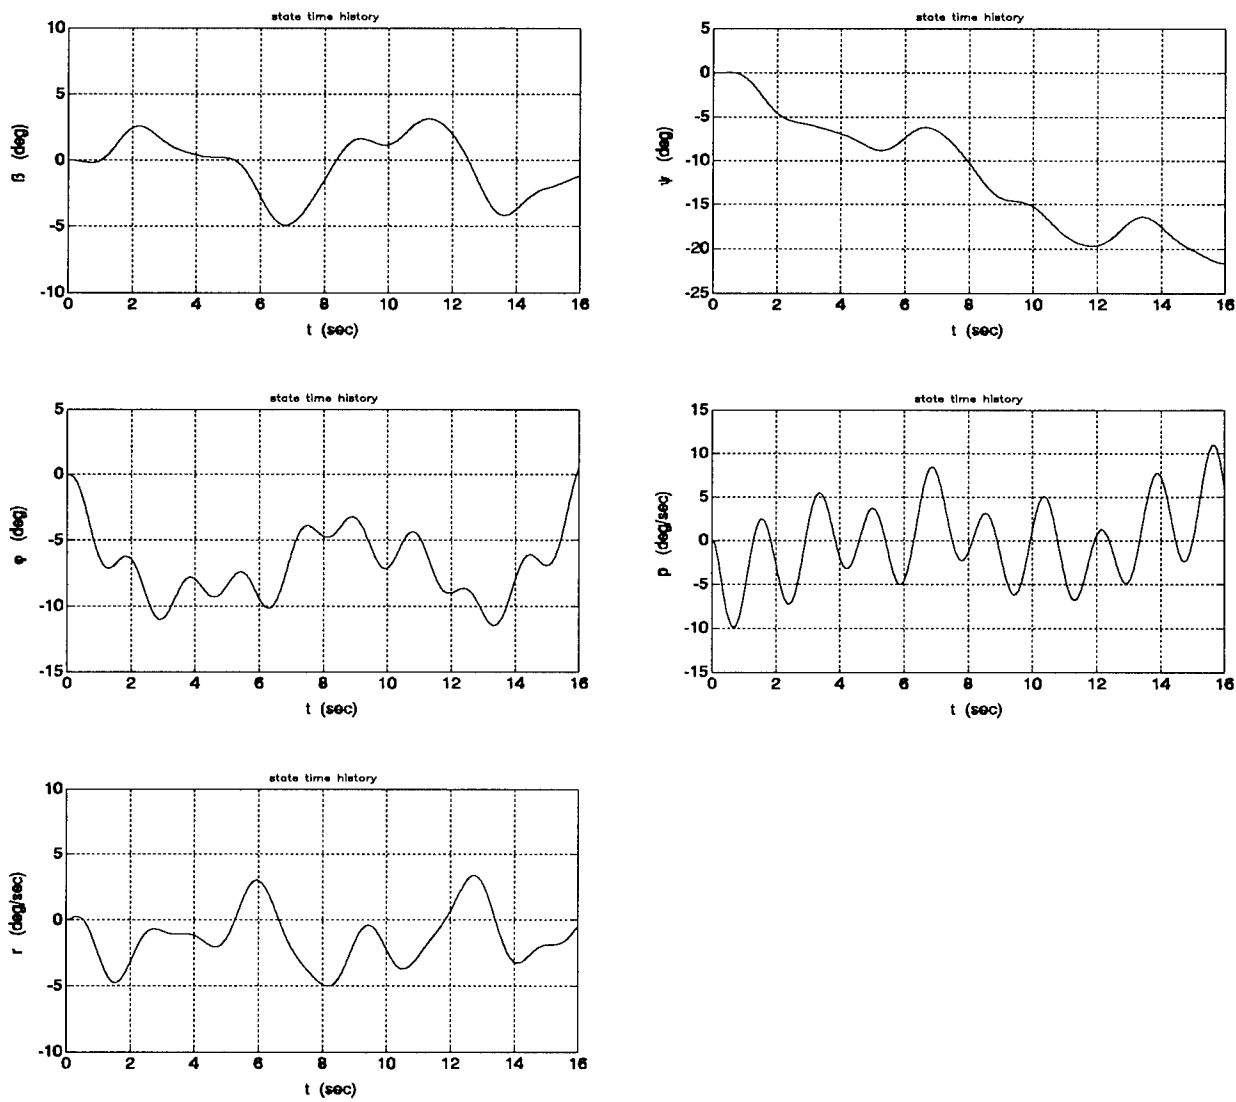 state time history
10
5
0
-5
-10
ß (deg)
0 2 4 6 8 10 12 14 16
t (sec)
state time history
5
0
-5
-10
-15
-20
-25
ψ (deg)
0 2 4 6 8 10 12 14 16
t (sec)
state time history
5
0
-5
-10
-15
φ (deg)
0 2 4 6 8 10 12 14 16
t (sec)
state time history
15
10
5
0
-5
-10
-15
p (deg/sec)
0 2 4 6 8 10 12 14 16
t (sec)
state time history
10
5
0
-5
-10
r (deg/sec)
0 2 4 6 8 10 12 14 16
t (sec)